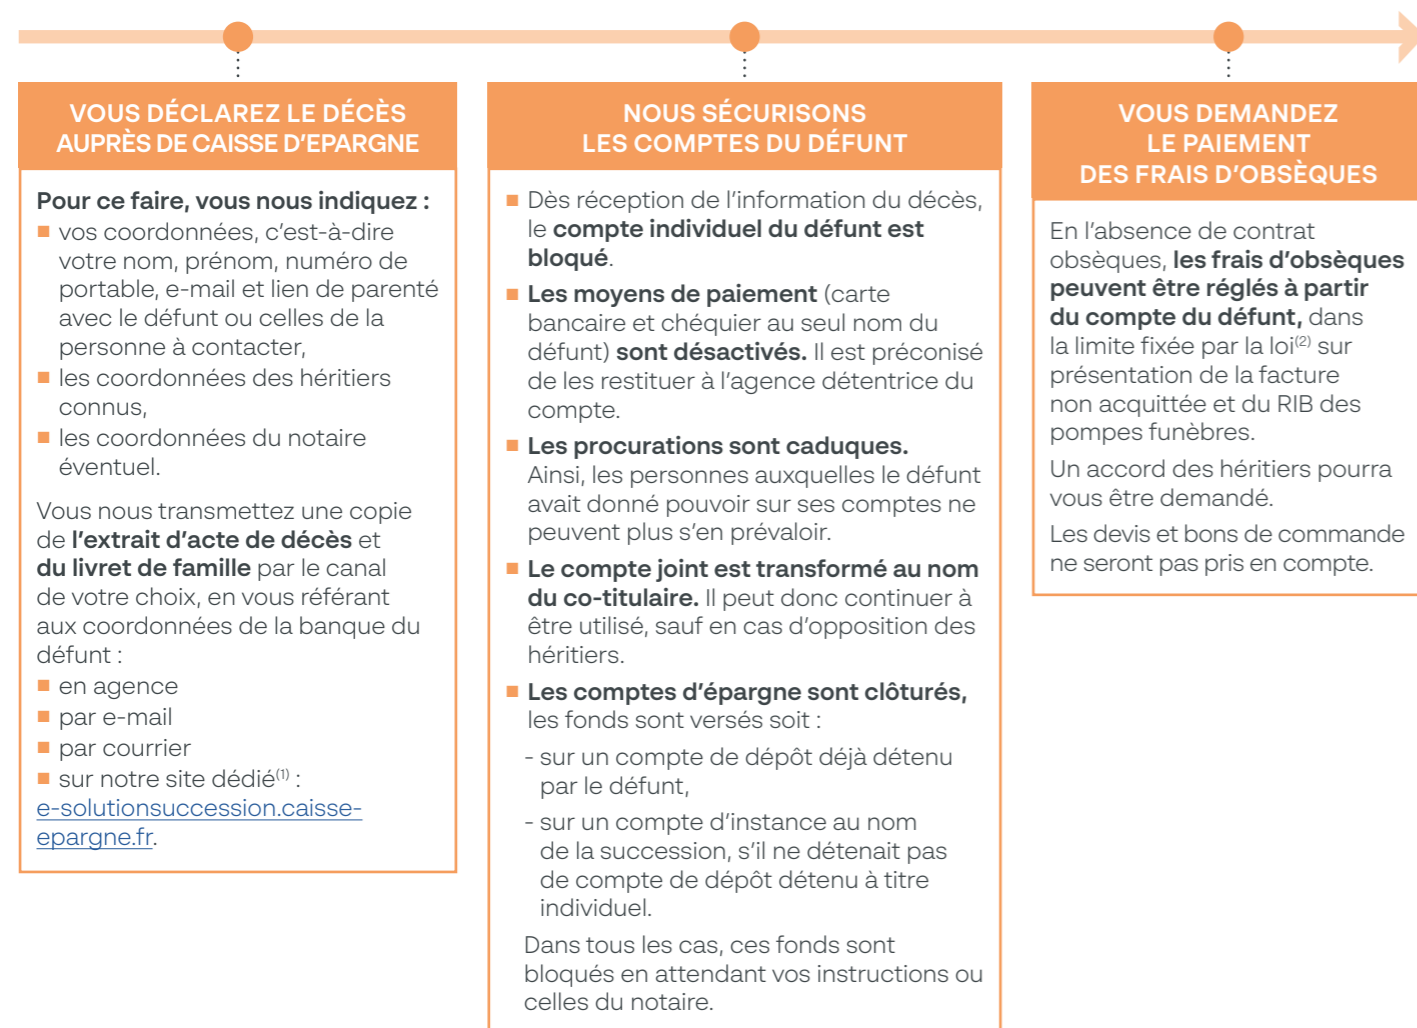 VOUS DÉCLAREZ LE DÉCÈS
AUPRÈS DE CAISSE D'EPARGNE
Pour ce faire, vous nous indiquez :
■ vos coordonnées, c'est-à-dire
votre nom, prénom, numéro de
portable, e-mail et lien de parenté
avec le défunt ou celles de la
personne à contacter,
■ les coordonnées des héritiers
connus,
■ les coordonnées du notaire
éventuel.
Vous nous transmettez une copie
de l'extrait d'acte de décès et
du livret de famille par le canal
de votre choix, en vous référant
aux coordonnées de la banque du
défunt :
■ en agence
■ par e-mail
■ par courrier
■ sur notre site dédié(1) :
e-solutionsuccession.caisse-
epargne.fr.
NOUS SÉCURISONS
LES COMPTES DU DÉFUNT
■ Dès réception de l'information du décès,
le compte individuel du défunt est
bloqué.
■ Les moyens de paiement (carte
bancaire et chéquier au seul nom du
défunt) sont désactivés. Il est préconisé
de les restituer à l'agence détentrice du
compte.
■ Les procurations sont caduques.
Ainsi, les personnes auxquelles le défunt
avait donné pouvoir sur ses comptes ne
peuvent plus s'en prévaloir.
■ Le compte joint est transformé au nom
du co-titulaire. Il peut donc continuer à
être utilisé, sauf en cas d'opposition des
héritiers.
■ Les comptes d'épargne sont clôturés,
les fonds sont versés soit :
- sur un compte de dépôt déjà détenu
par le défunt,
- sur un compte d'instance au nom
de la succession, s'il ne détenait pas
de compte de dépôt détenu à titre
individuel.
Dans tous les cas, ces fonds sont
bloqués en attendant vos instructions ou
celles du notaire.
VOUS DEMANDEZ
LE PAIEMENT
DES FRAIS D'OBSÈQUES
En l'absence de contrat
obsèques, les frais d'obsèques
peuvent être réglés à partir
du compte du défunt, dans
la limite fixée par la loi(2) sur
présentation de la facture
non acquittée et du RIB des
pompes funèbres.
Un accord des héritiers pourra
vous être demandé.
Les devis et bons de commande
ne seront pas pris en compte.